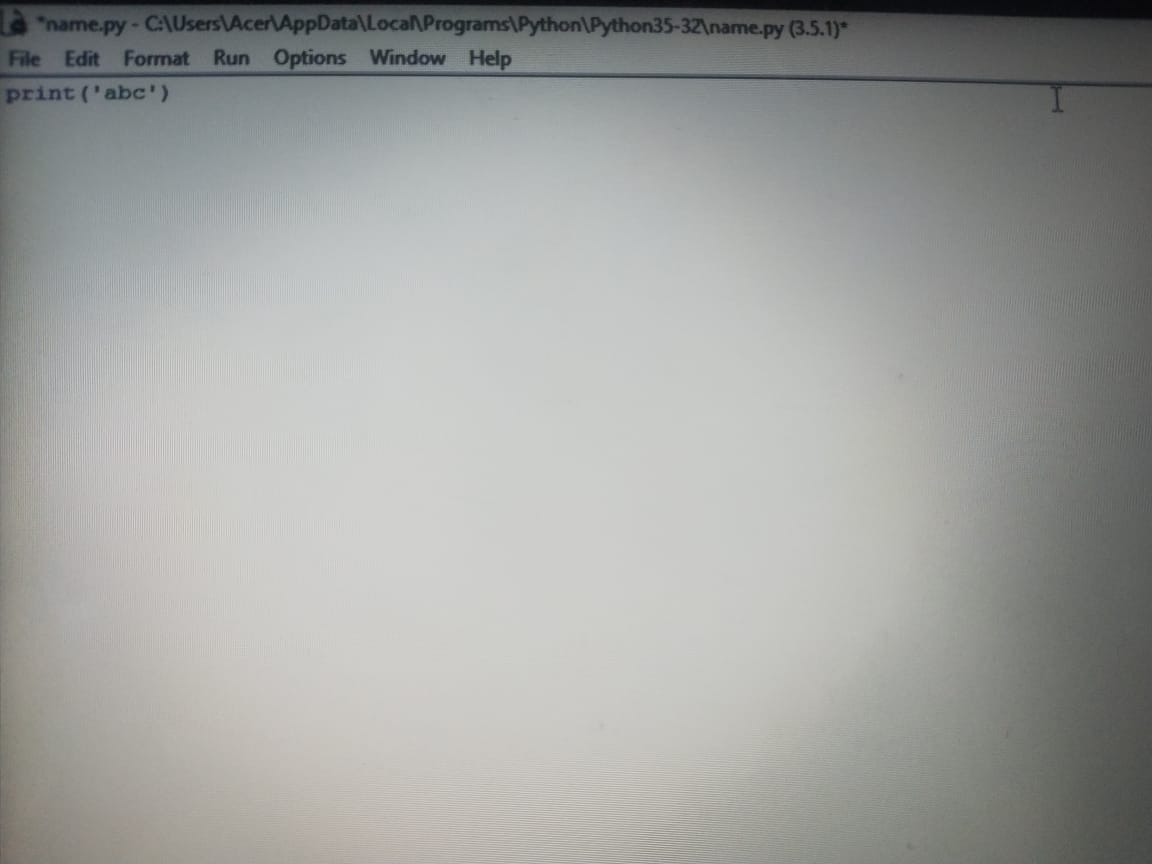 *name.py - C:\Users\Acer\AppData\Local\Programs\Python\Python35-32\name.py (3.5.1)*
File Edit Format Run Options Window Help
print('abc')